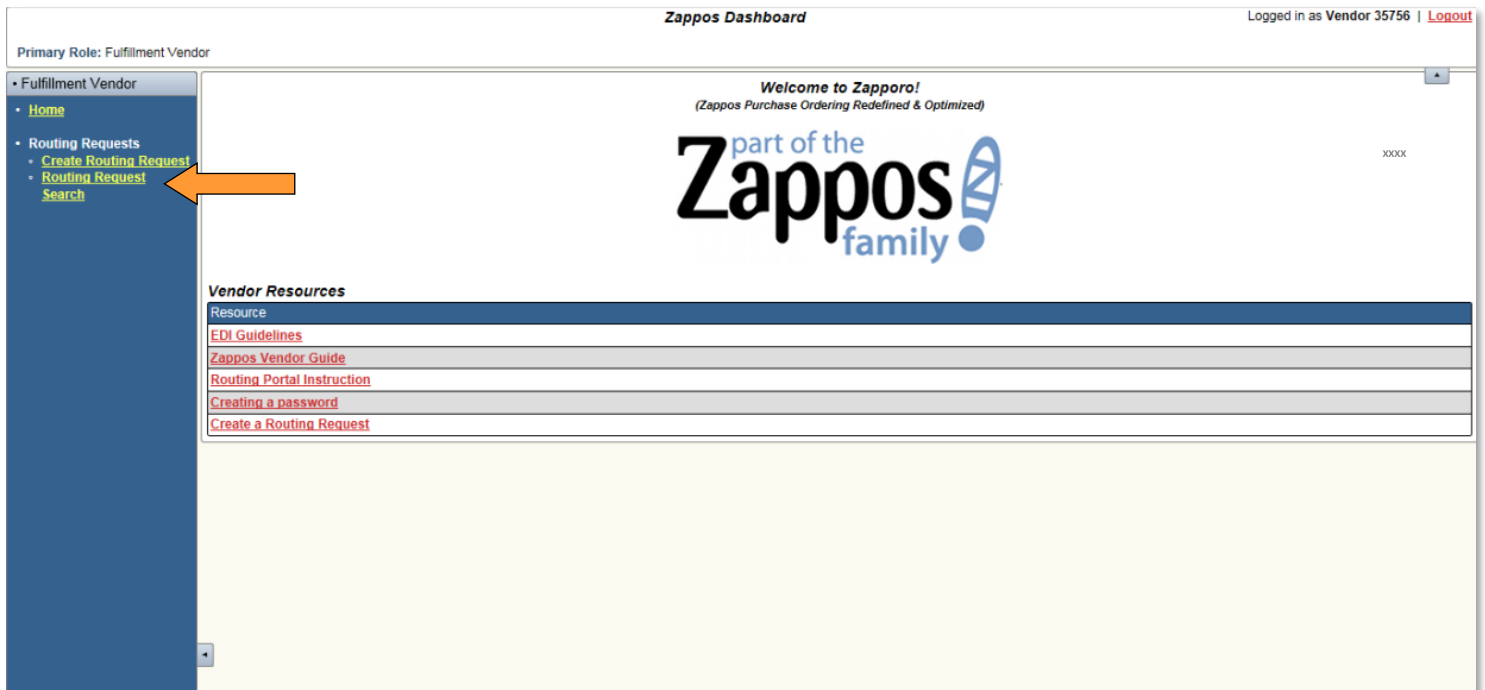 Zappos Dashboard
Logged in as Vendor 35756 | Logout
Primary Role: Fulfillment Vendor
• Fulfillment Vendor
• Home
• Routing Requests
• Create Routing Request
• Routing Request
Search
Welcome to Zapporo!
(Zappos Purchase Ordering Redefined & Optimized)
part of the
Zappos
family
xxxx
Vendor Resources
Resource
EDI Guidelines
Zappos Vendor Guide
Routing Portal Instruction
Creating a password
Create a Routing Request